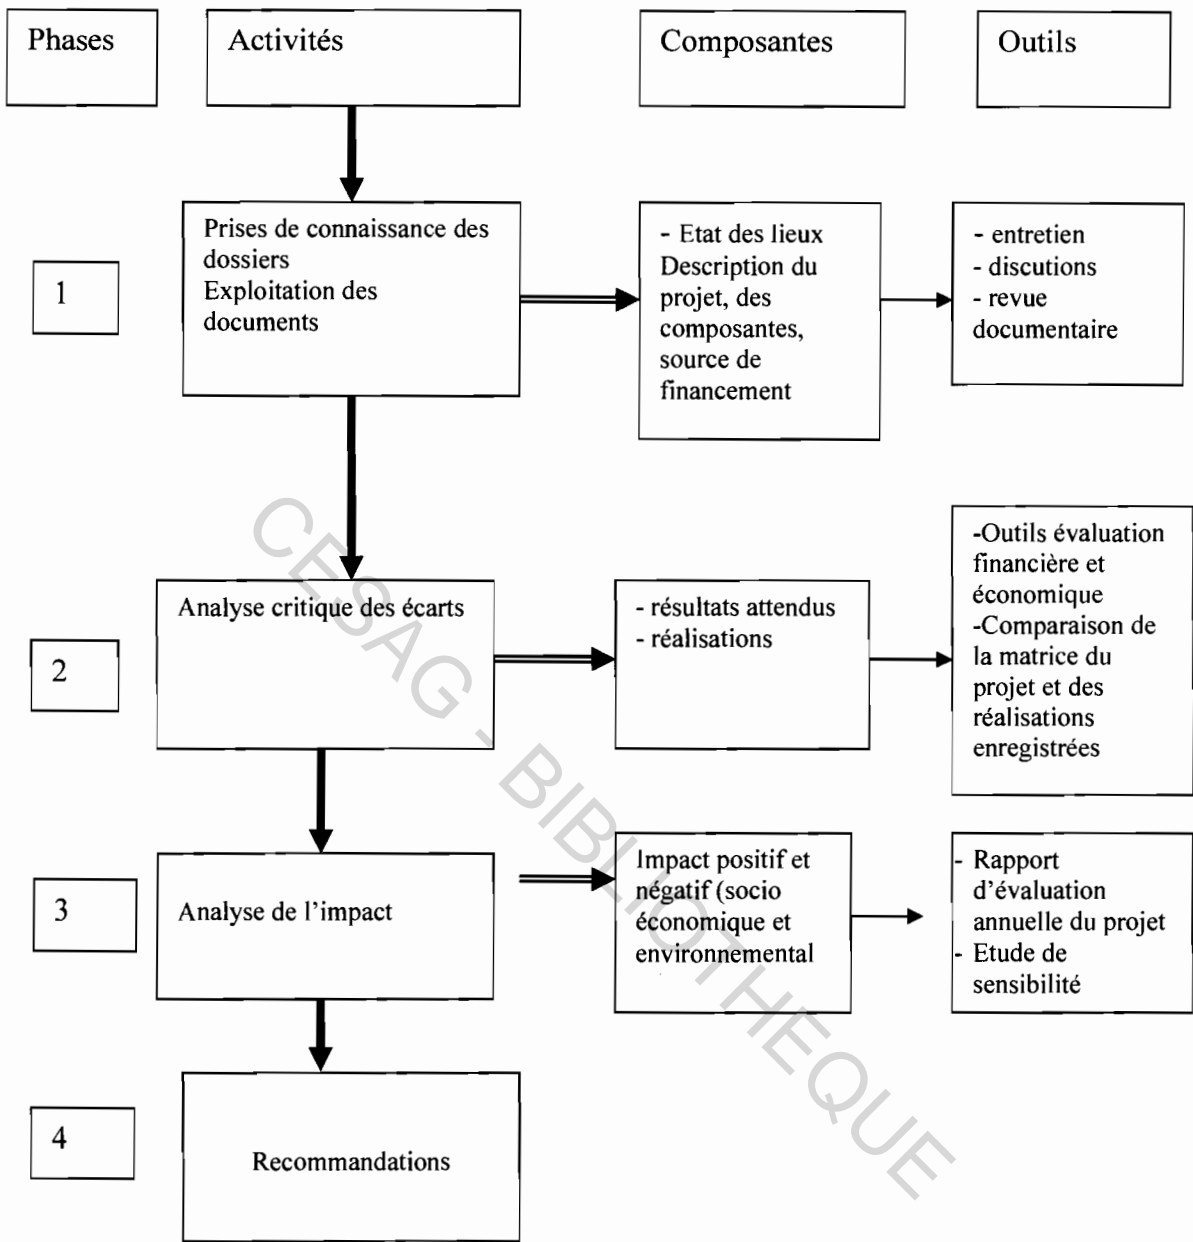 Phases
Activités
Composantes
Outils
1
Prises de connaissance des
dossiers
Exploitation des
documents
- Etat des lieux
Description du
projet, des
composantes,
source de
financement
- entretien
- discutions
- revue
documentaire
2
Analyse critique des écarts
- résultats attendus
- réalisations
-Outils évaluation
financière et
économique
-Comparaison de
la matrice du
projet et des
réalisations
enregistrées
3
Analyse de l'impact
Impact positif et
négatif (socio
économique et
environnemental
- Rapport
d'évaluation
annuelle du projet
- Etude de
sensibilité
4
Recommandations
CESAG - BIBLIOTHEQUE